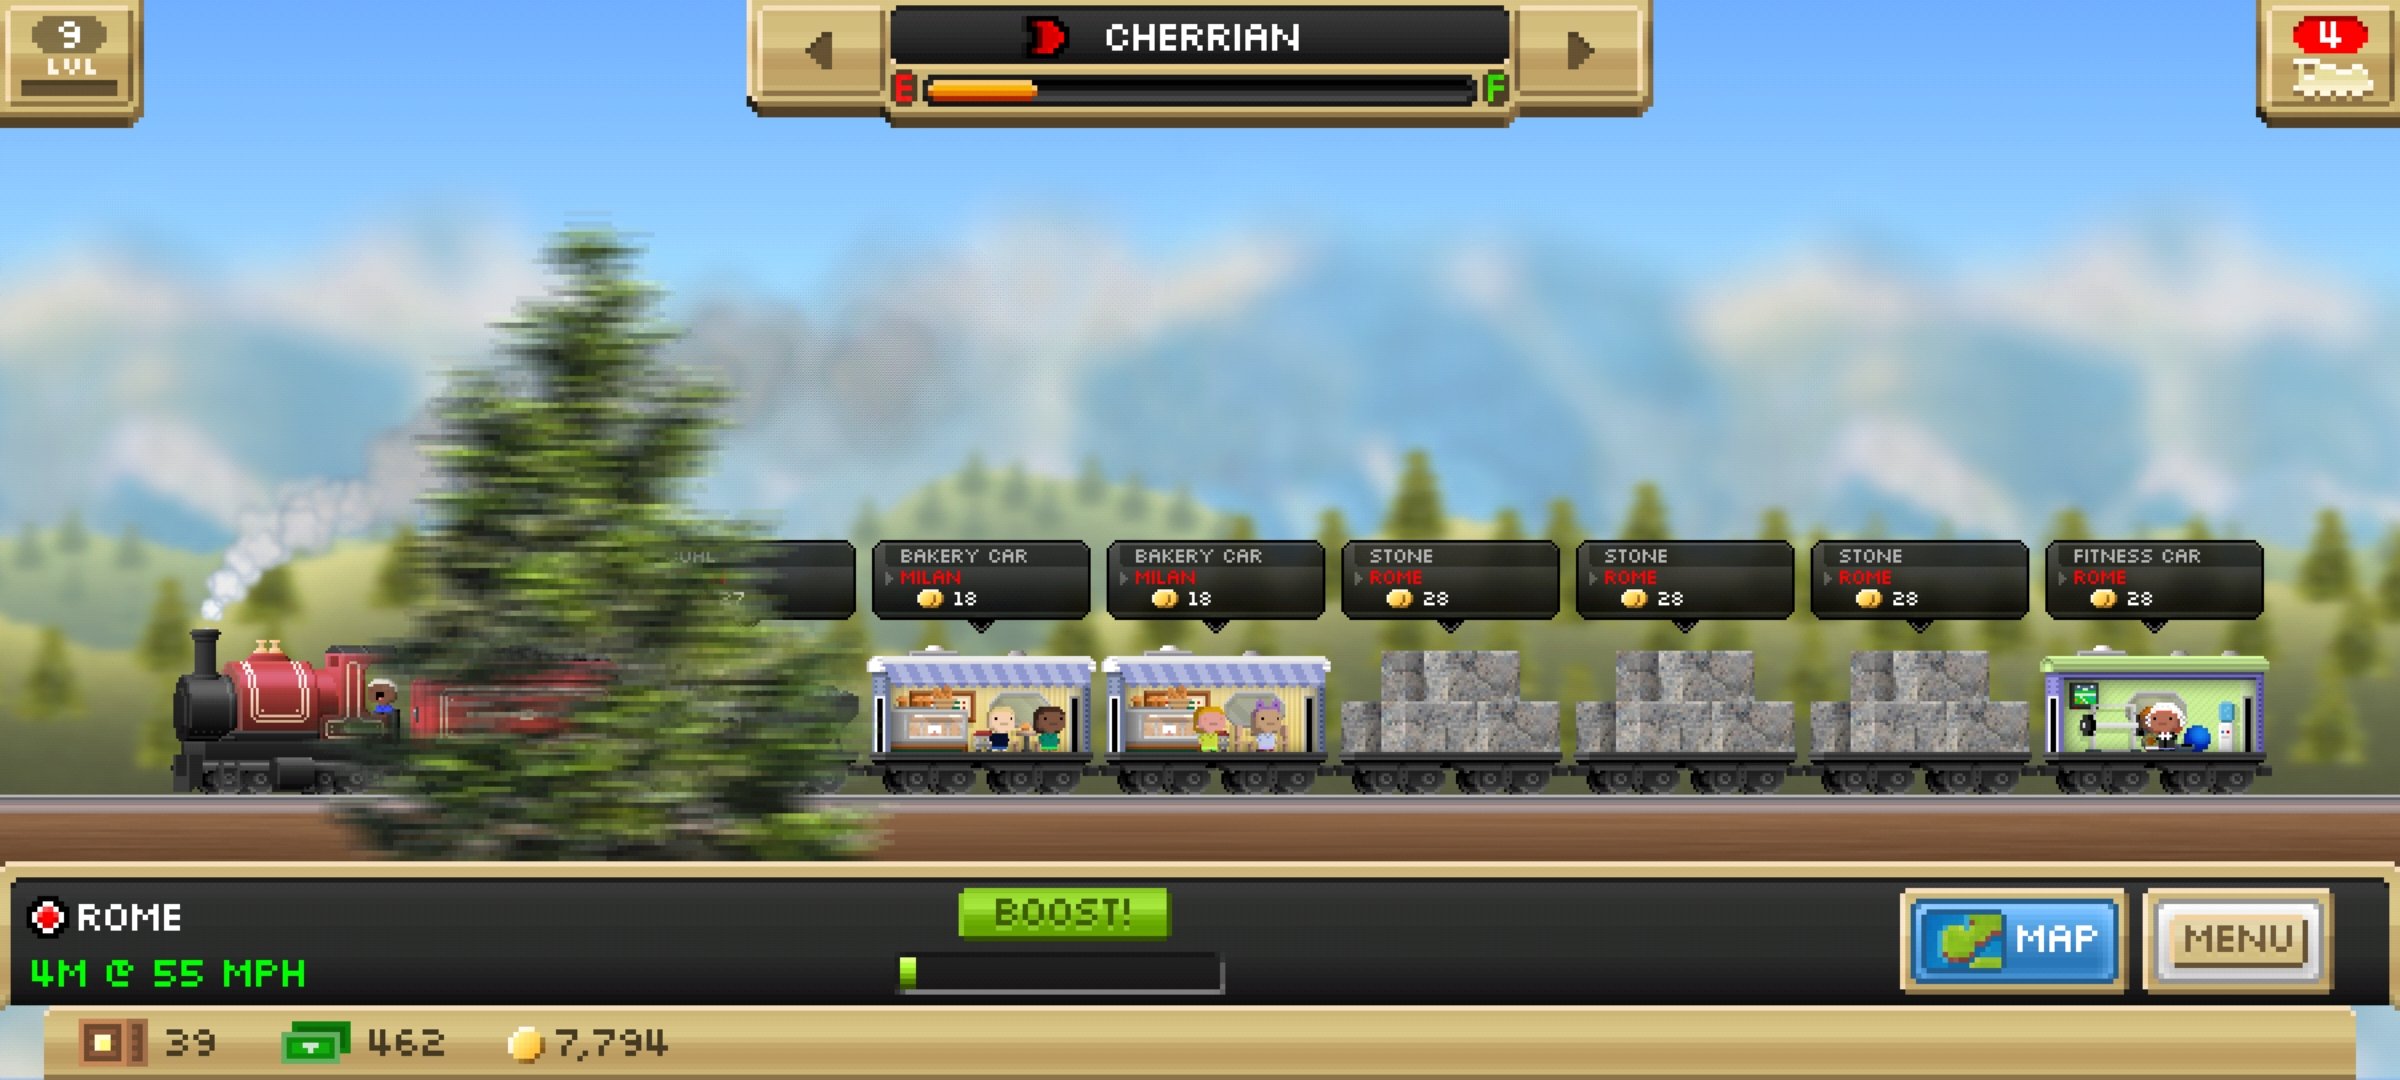 9
LVL
CHERRIAN
E F
4
27
BAKERY CAR
MILAN
18
BAKERY CAR
MILAN
18
STONE
ROME
28
STONE
ROME
28
STONE
ROME
28
FITNESS CAR
ROME
28
ROME
4M @ 55 MPH
BOOST!
MAP
MENU
39
462
7,794